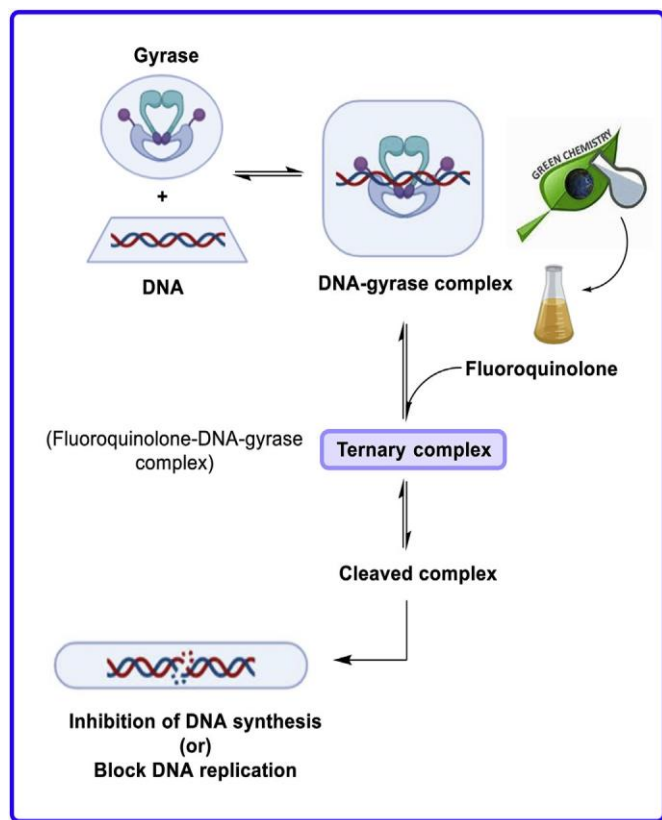 Gyrase
+
DNA
DNA-gyrase complex
GREEN CHEMISTRY
Fluoroquinolone
(Fluoroquinolone-DNA-gyrase
complex)
Ternary complex
Cleaved complex
Inhibition of DNA synthesis
(or)
Block DNA replication